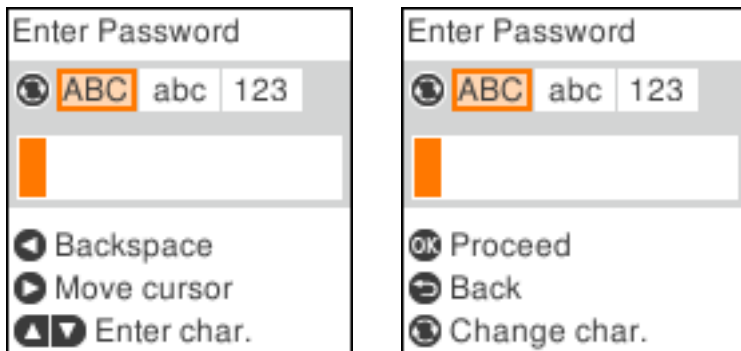 Enter Password
ABC abc 123
Backspace
Move cursor
Enter char.
Enter Password
ABC abc 123
OK Proceed
Back
Change char.